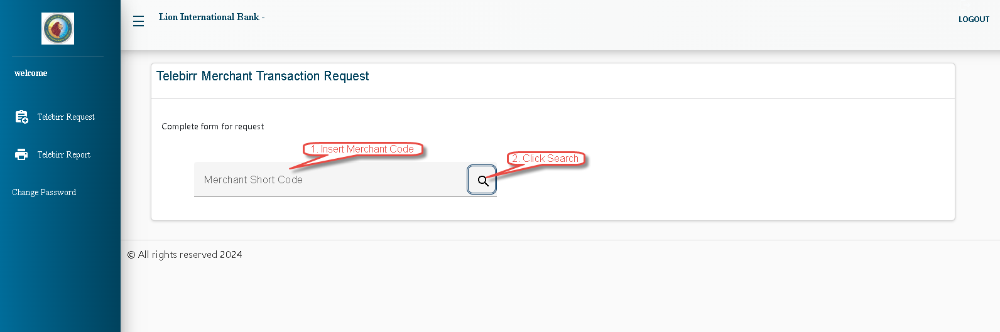 Lion International Bank -
LOGOUT
welcome
Telebirr Request
Telebirr Report
Change Password
Telebirr Merchant Transaction Request
Complete form for request
1. Insert Merchant Code
2. Click Search
Merchant Short Code
© All rights reserved 2024